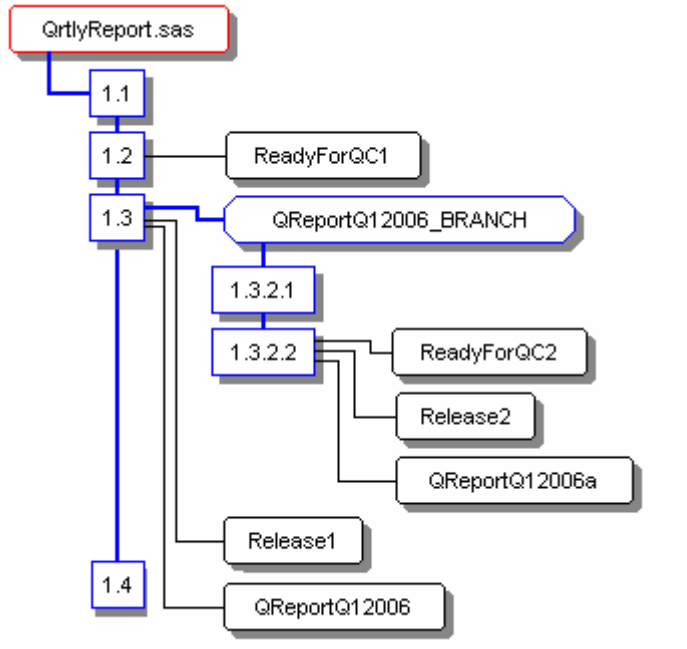 QrtlyReport.sas
1.1
1.2
ReadyForQC1
1.3
QReportQ12006_BRANCH
1.3.2.1
1.3.2.2
ReadyForQC2
Release2
QReportQ12006a
Release1
1.4
QReportQ12006